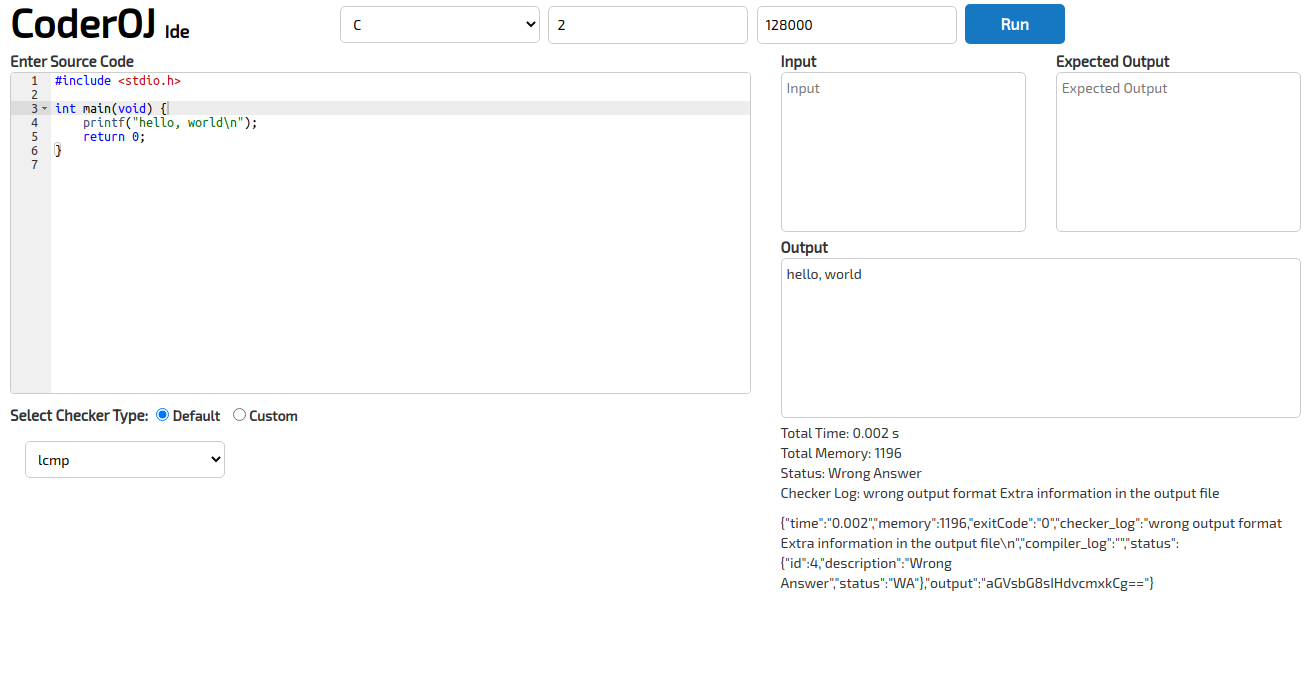 CoderOJ Ide
C
2
128000
Run
Enter Source Code
1 #include <stdio.h>
2
3 int main(void) {
4     printf("hello, world\n");
5     return 0;
6 }
7
Select Checker Type: Default Custom
lcmp
Input
Input
Expected Output
Expected Output
Output
hello, world
Total Time: 0.002 s
Total Memory: 1196
Status: Wrong Answer
Checker Log: wrong output format Extra information in the output file
{"time":"0.002","memory":1196,"exitCode":"0","checker_log":"wrong output format
Extra information in the output file\n","compiler_log":"","status":
{"id":4,"description":"Wrong
Answer","status":"WA"},"output":"aGVsbG8sIHdvcmxkCg=="}